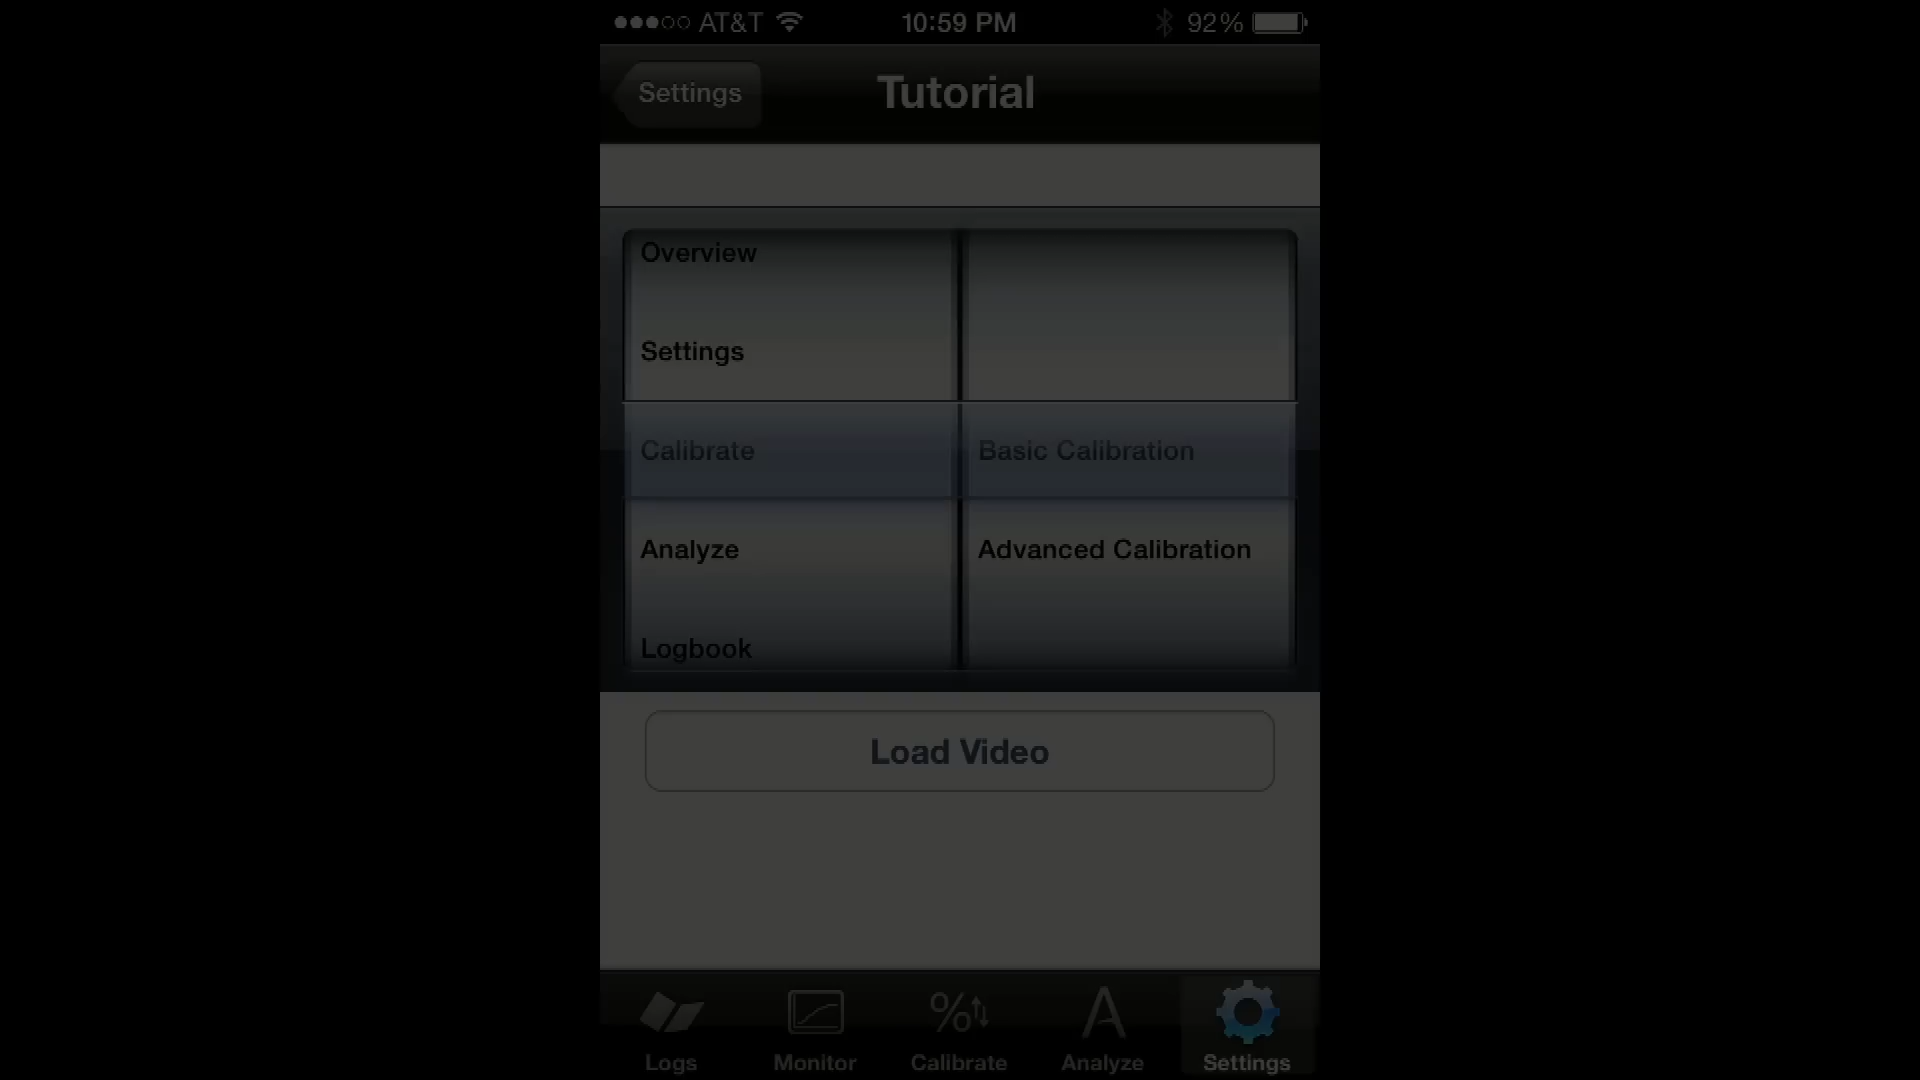 AT&T 10:59 PM 92%
Settings Tutorial
Overview
Settings
Calibrate Basic Calibration
Analyze Advanced Calibration
Logbook
Load Video
Logs Monitor Calibrate Analyze Settings